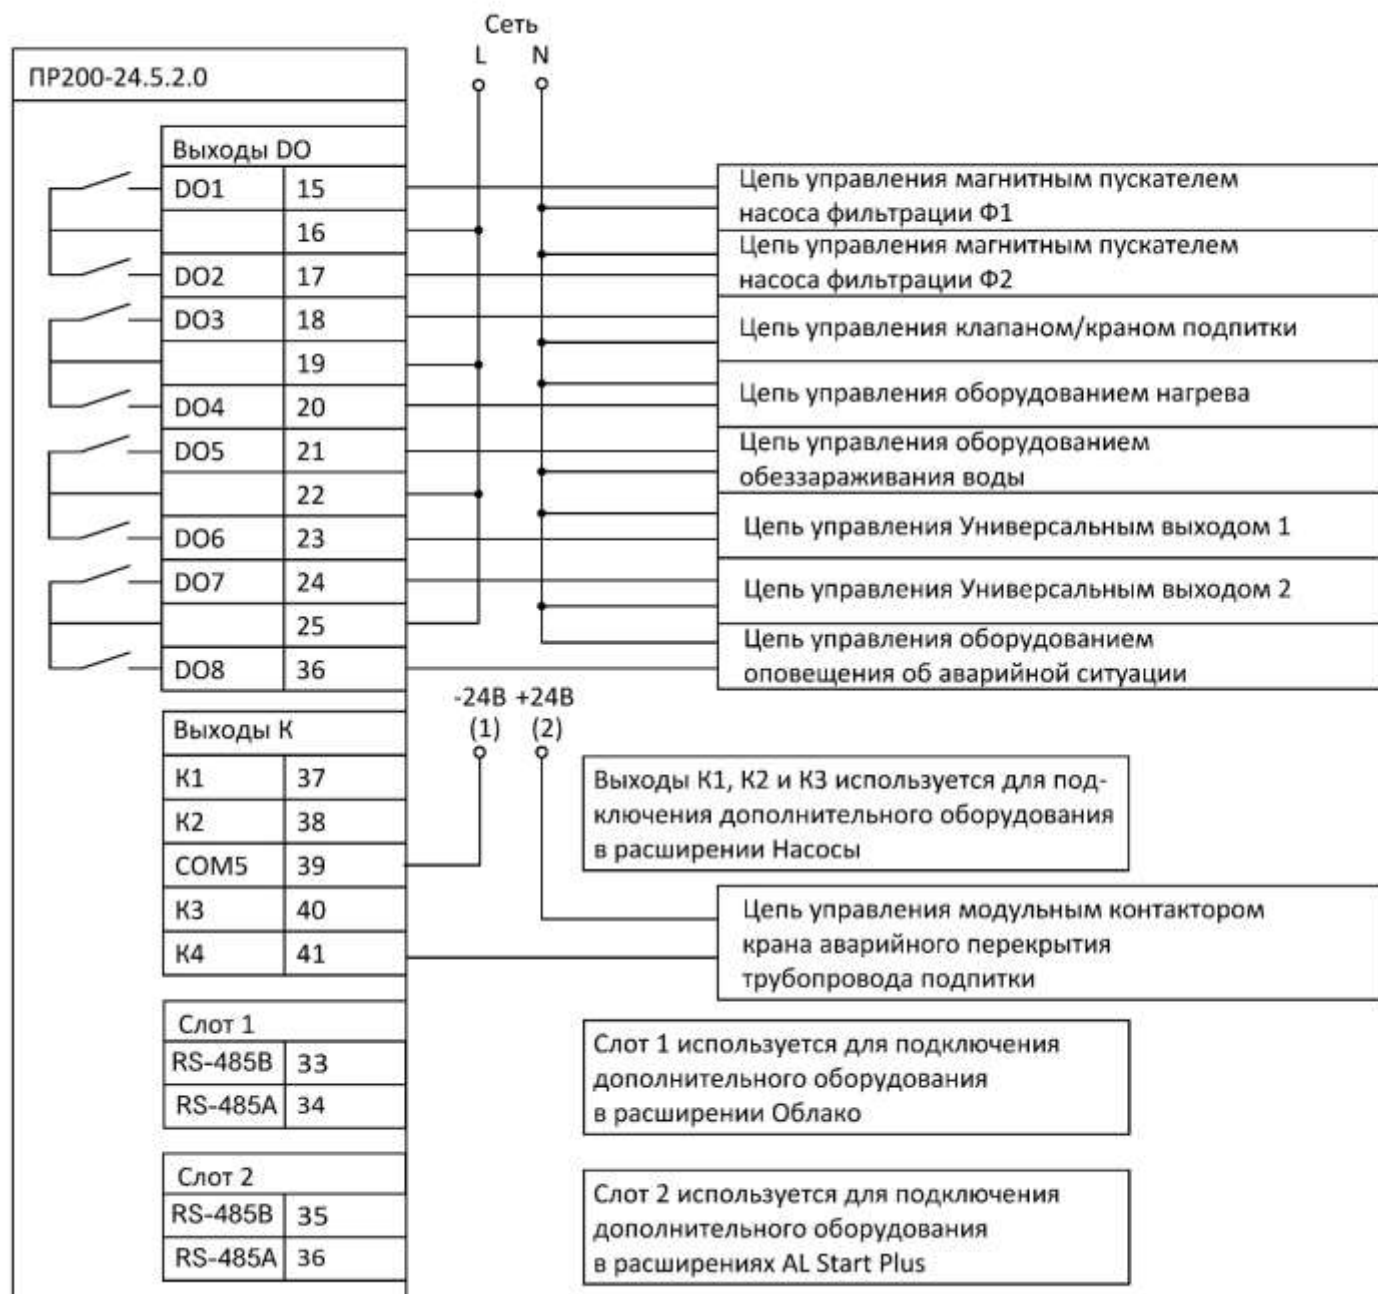 Сеть
L N
ПР200-24.5.2.0
Выходы DO
DO1 15
16
DO2 17
DO3 18
19
DO4 20
DO5 21
22
DO6 23
DO7 24
25
DO8 36
Цепь управления магнитным пускателем
насоса фильтрации Ф1
Цепь управления магнитным пускателем
насоса фильтрации Ф2
Цепь управления клапаном/краном подпитки
Цепь управления оборудованием нагрева
Цепь управления оборудованием
обеззараживания воды
Цепь управления Универсальным выходом 1
Цепь управления Универсальным выходом 2
Цепь управления оборудованием
оповещения об аварийной ситуации
-24В +24В
(1) (2)
Выходы К
К1 37
К2 38
COM5 39
К3 40
К4 41
Выходы К1, К2 и К3 используется для под-
ключения дополнительного оборудования
в расширении Насосы
Цепь управления модульным контактором
крана аварийного перекрытия
трубопровода подпитки
Слот 1
RS-485B 33
RS-485A 34
Слот 1 используется для подключения
дополнительного оборудования
в расширении Облако
Слот 2
RS-485B 35
RS-485A 36
Слот 2 используется для подключения
дополнительного оборудования
в расширениях AL Start Plus